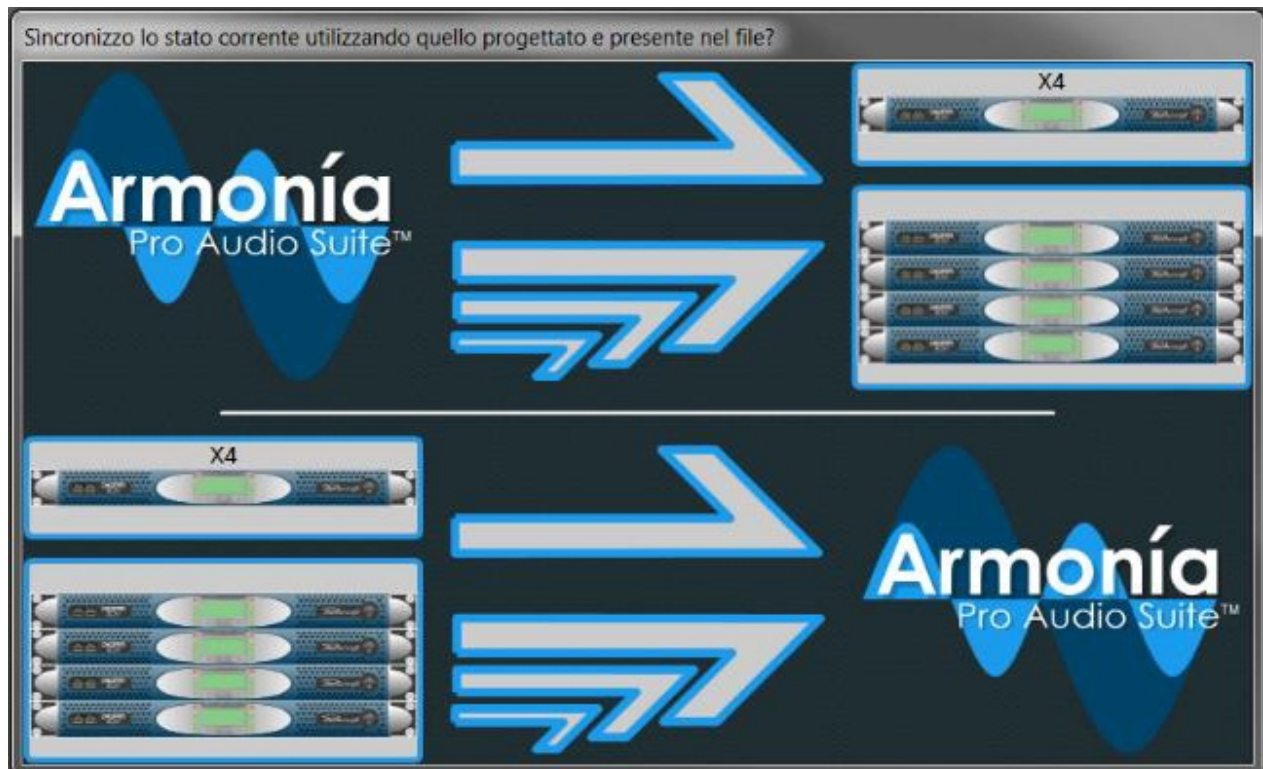 Sincronizzo lo stato corrente utilizzando quello progettato e presente nel file?
X4
Armonía
Pro Audio Suite™
X4
Armonía
Pro Audio Suite™